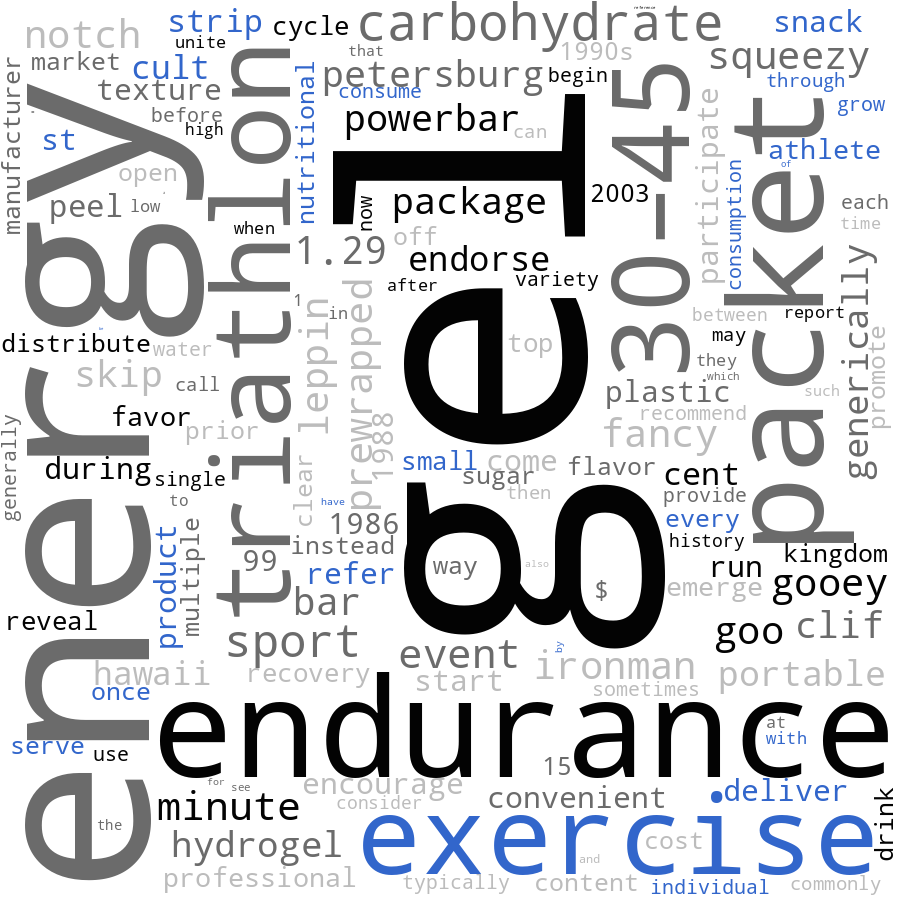 reference
notch
strip
cycle
carbohydrate
snack
unite
market
cult
that
1990s
squeezy
manufacturer
texture
petersburg
begin
through
consume
before
high
powerbar
can
grow
st
nutritional
30-45
participate
athlete
open
of
peel
low
now
package
2003
consumption
packet
each
time
when
1.29
off
endorse
variety
after
generically
energy
triathlon
gel
1
in
between
report
distribute
water
top
may
they
which
promote
skip
call
leppin
prewrapped
plastic
such
favor
prior
1988
recommend
fancy
generally
during
single
small
come
flavor
cent
sugar
to
clear
have
then
provide
1986
every
99
instead
history
kingdom
product
multiple
refer
way
also
run
gooey
bar
$
emerge
reveal
sport
goo
clif
event
by
ironman
hawaii
recovery
start
sometimes
portable
once
endurance
at
with
serve
use
15
for
see
encourage
convenient
deliver
minute
consider
drink
the
hydrogel
exercise
cost
and
professional
typically
content
individual
commonly